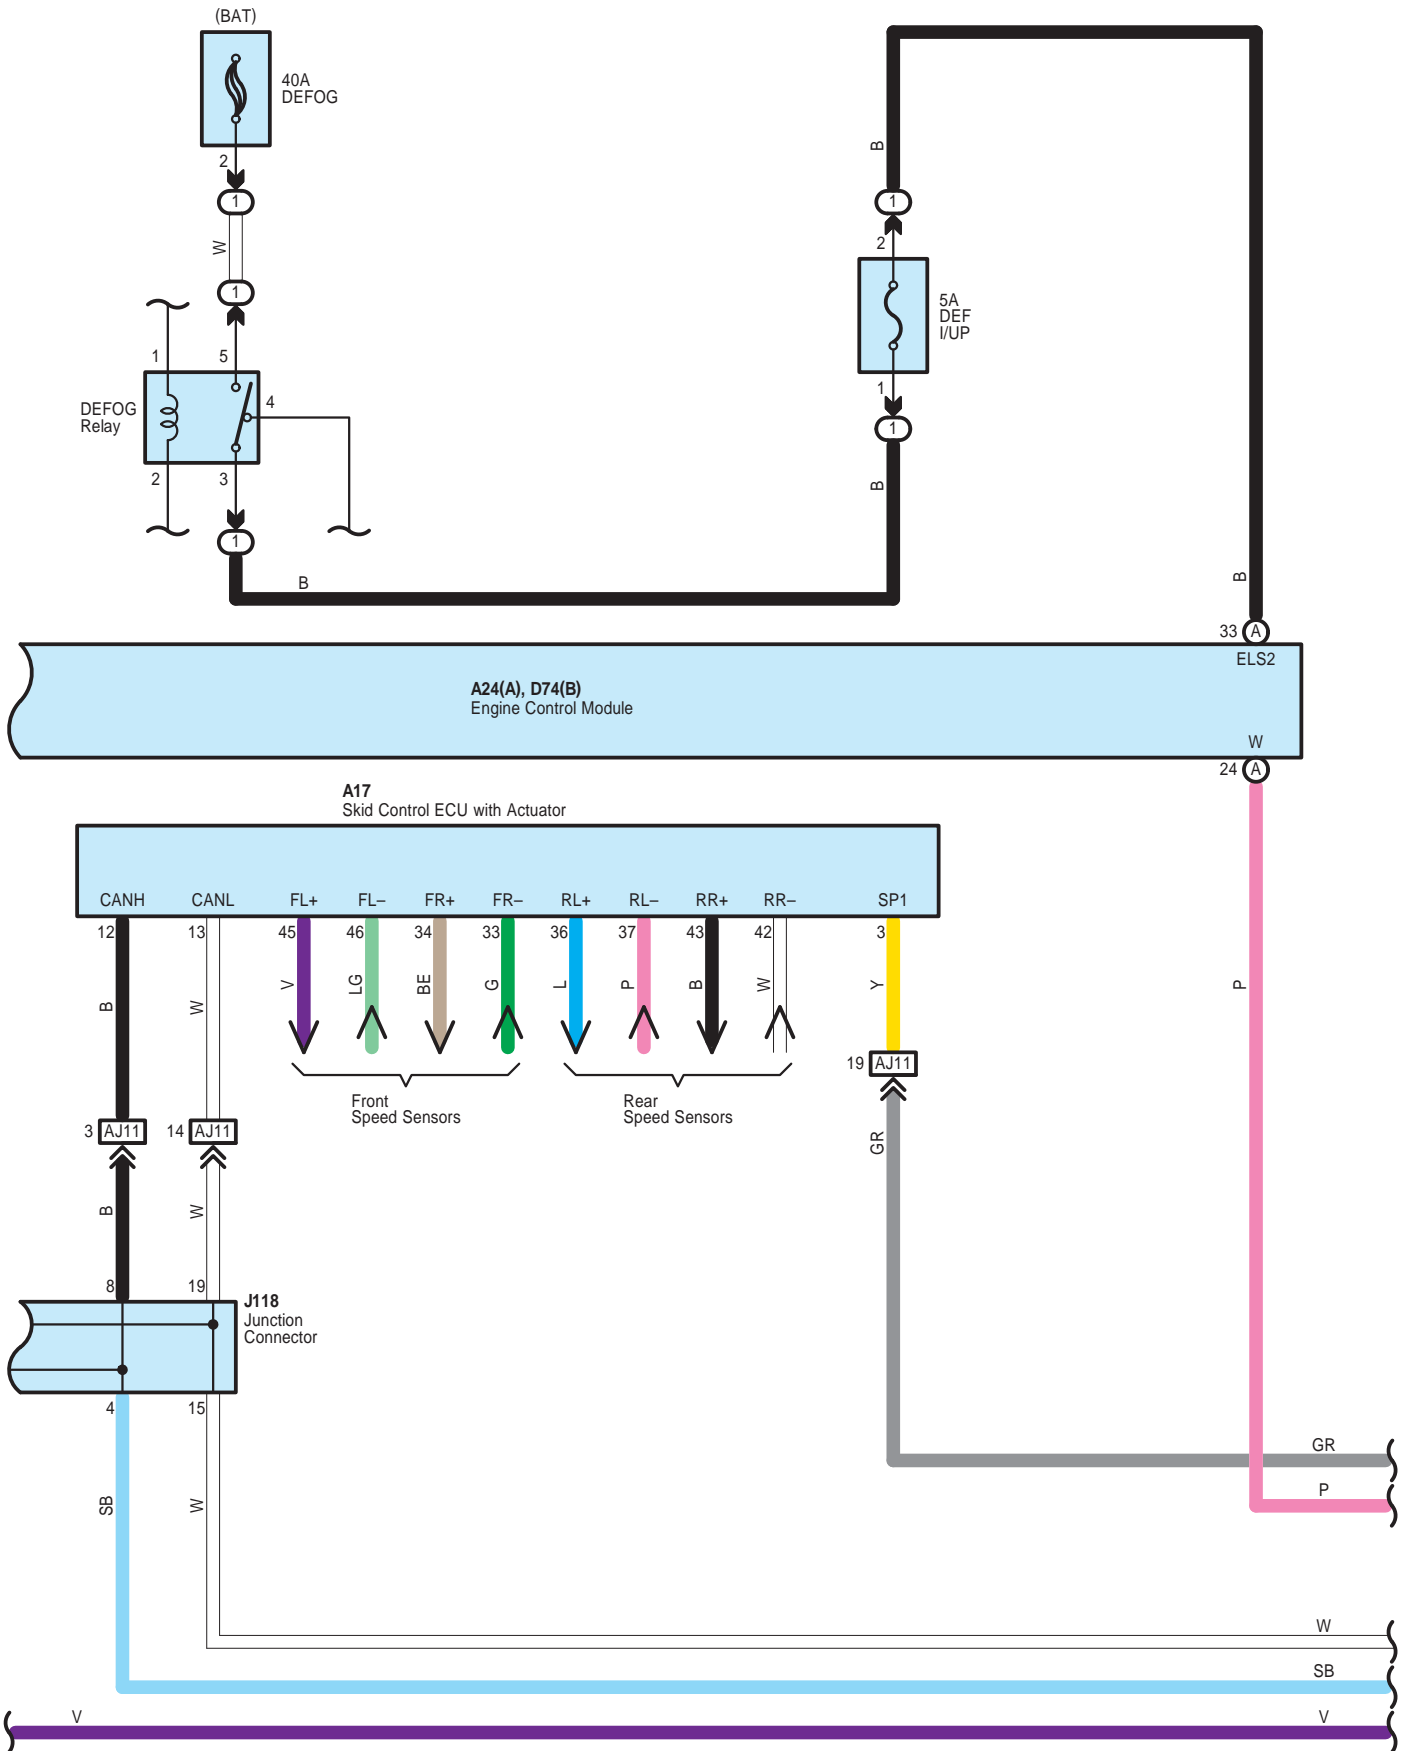 (BAT)
40A
DEFOG
2
1
W
1
1
5
DEFOG
Relay
4
2
3
1
B
B
1
2
5A
DEF
I/UP
1
1
B
B
33
A
ELS2
A24(A), D74(B)
Engine Control Module
W
24
A
A17
Skid Control ECU with Actuator
CANH
CANL
FL+
FL–
FR+
FR–
RL+
RL–
RR+
RR–
SP1
12
13
45
46
34
33
36
37
43
42
3
B
W
V
LG
BE
G
L
P
B
W
Y
P
Front
Speed Sensors
Rear
Speed Sensors
19
AJ11
3
AJ11
14
AJ11
GR
B
W
8
19
J118
Junction
Connector
4
15
SB
W
GR
P
W
SB
V
V